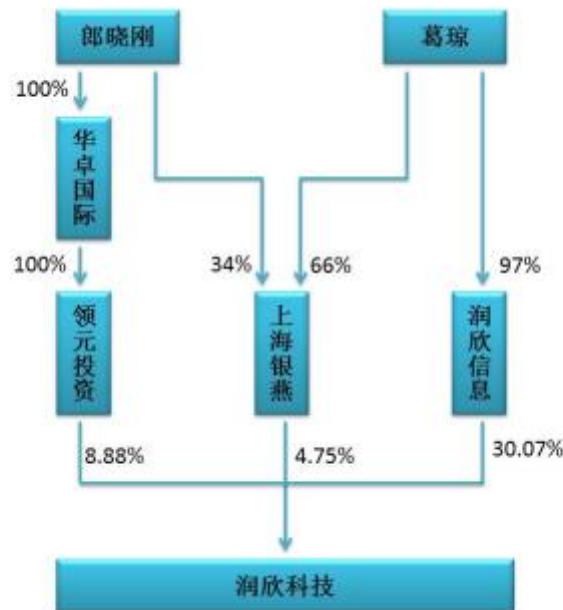 郎晓刚
葛琼
100%
华卓国际
100%
34%
66%
97%
领元投资
上海银燕
润欣信息
8.88%
4.75%
30.07%
润欣科技